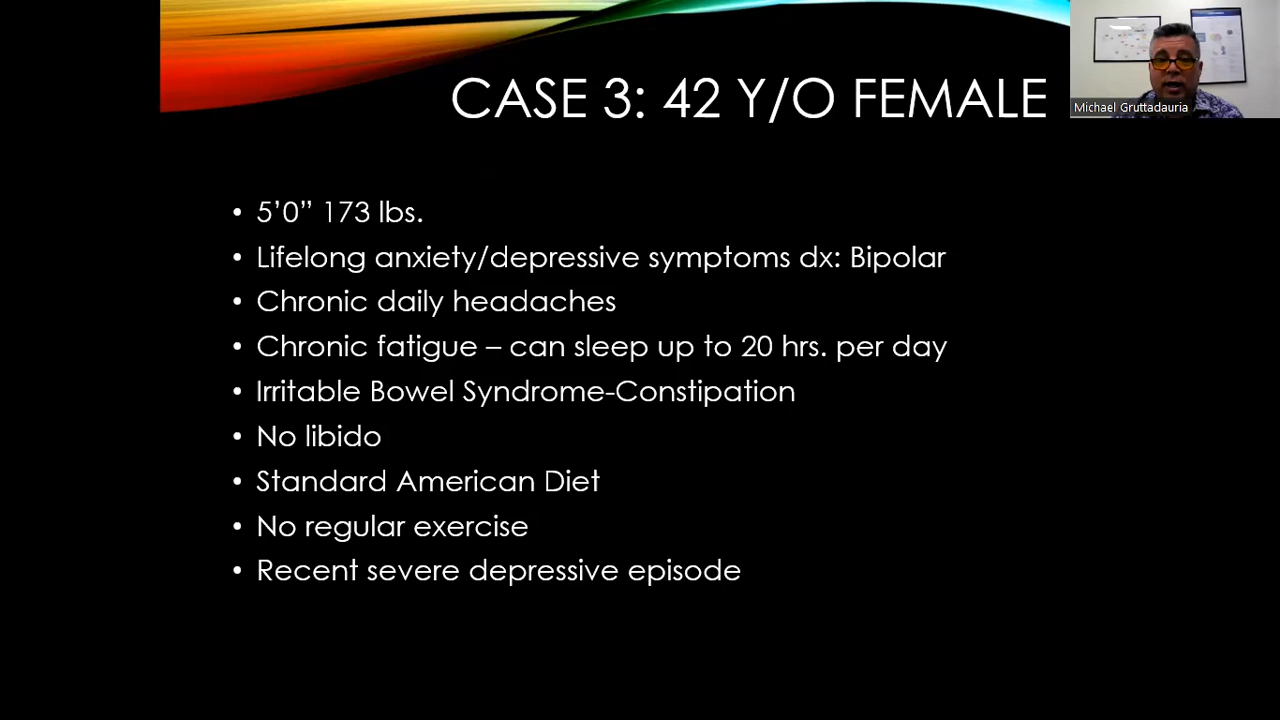 CASE 3: 42 Y/O FEMALE
Michael Gruttadauria
• 5’0” 173 lbs.
• Lifelong anxiety/depressive symptoms dx: Bipolar
• Chronic daily headaches
• Chronic fatigue – can sleep up to 20 hrs. per day
• Irritable Bowel Syndrome-Constipation
• No libido
• Standard American Diet
• No regular exercise
• Recent severe depressive episode